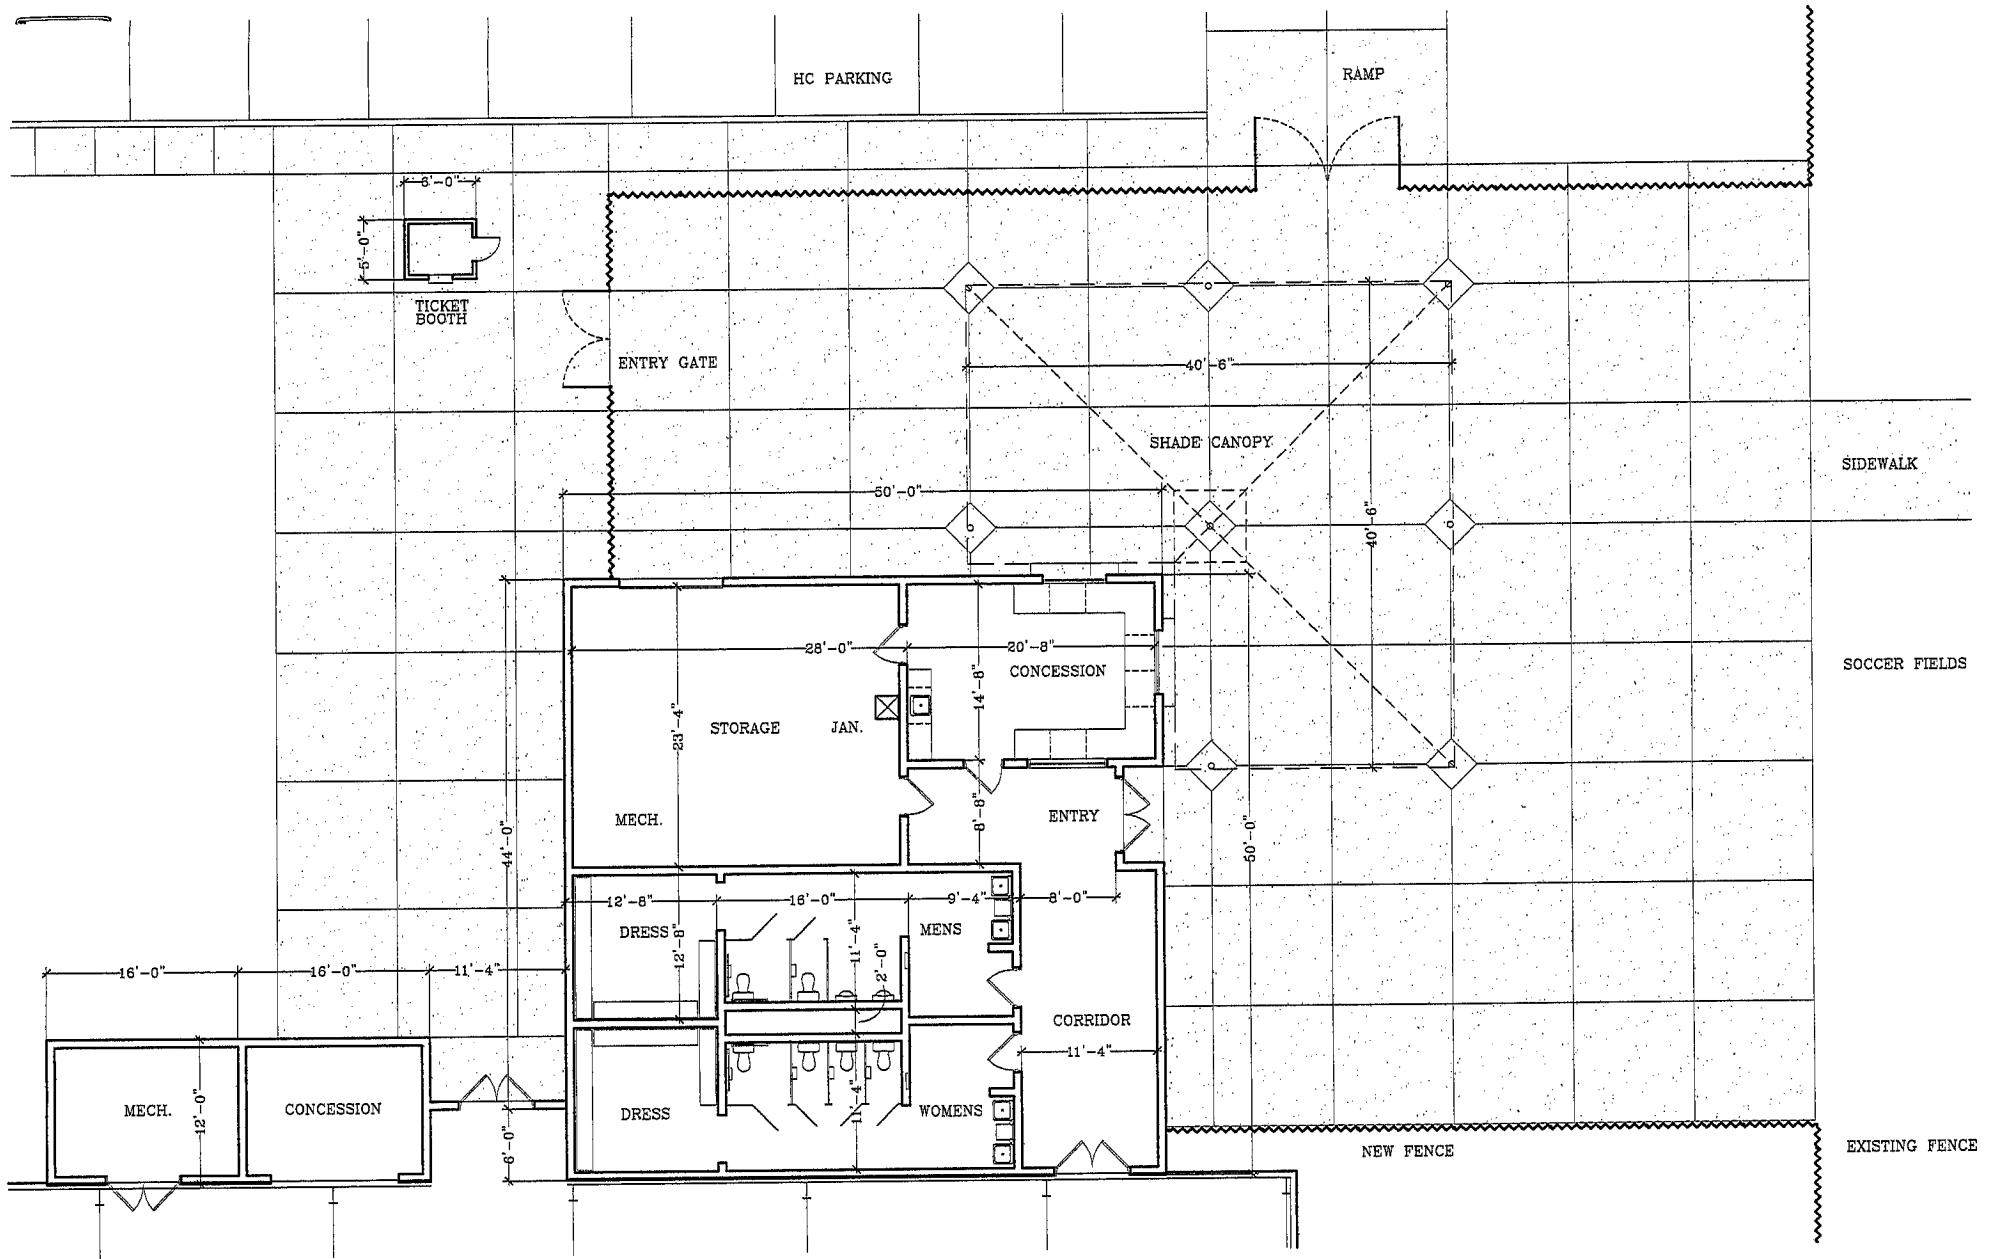 HC PARKING
RAMP
6'-0"
5'-0"
TICKET
BOOTH
ENTRY GATE
40'-6"
SHADE CANOPY
SIDEWALK
50'-0"
40'-6"
28'-0"
20'-8"
CONCESSION
SOCCER FIELDS
14'-8"
STORAGE
JAN.
23'-4"
MECH.
8'-8"
ENTRY
44'-0"
50'-0"
12'-8"
16'-0"
9'-4"
8'-0"
DRESS
12'-8"
11'-4"
2'-0"
MENS
16'-0"
16'-0"
11'-4"
CORRIDOR
11'-4"
MECH.
12'-0"
CONCESSION
6'-0"
DRESS
11'-4"
WOMENS
NEW FENCE
EXISTING FENCE